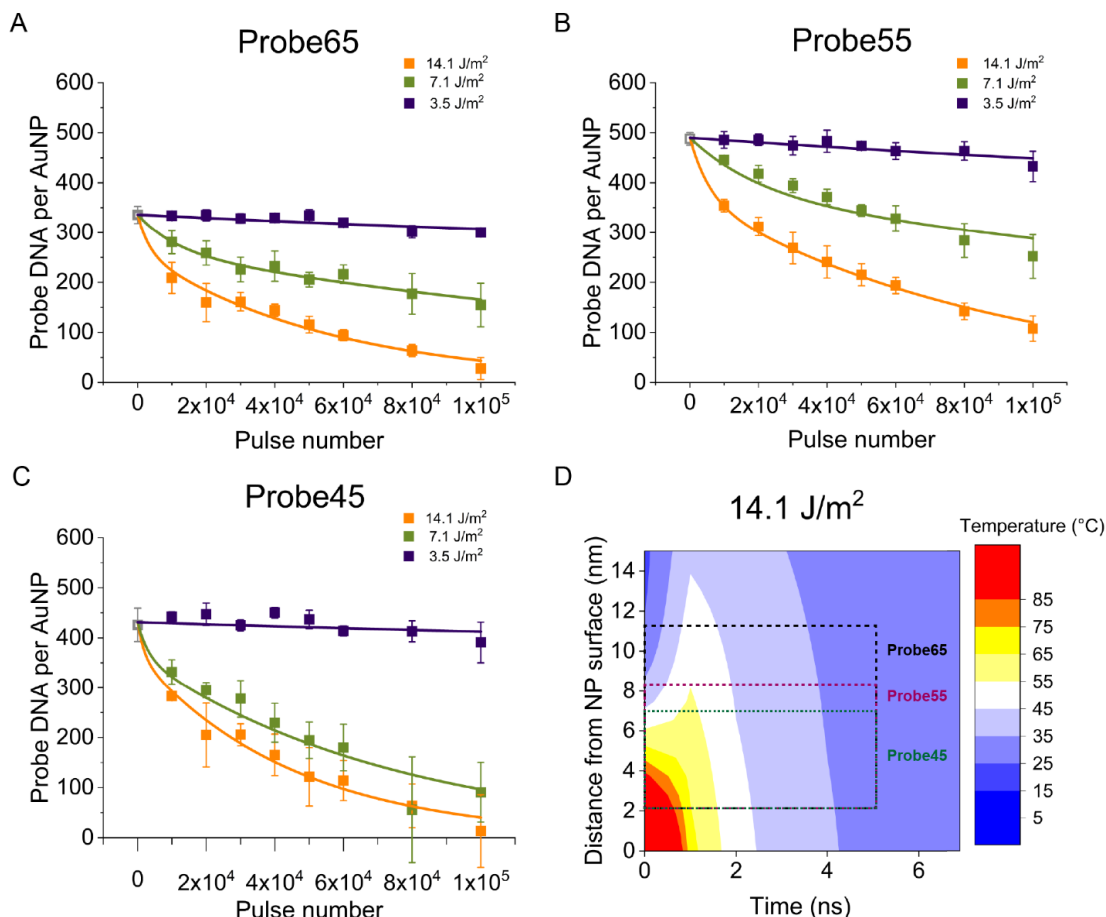 A
Probe65
14.1 J/m²
7.1 J/m²
3.5 J/m²
600
500
400
300
200
100
0
Probe DNA per AuNP
0
2x10⁴
4x10⁴
6x10⁴
8x10⁴
1x10⁵
Pulse number
B
Probe55
14.1 J/m²
7.1 J/m²
3.5 J/m²
600
500
400
300
200
100
0
Probe DNA per AuNP
0
2x10⁴
4x10⁴
6x10⁴
8x10⁴
1x10⁵
Pulse number
C
Probe45
14.1 J/m²
7.1 J/m²
3.5 J/m²
600
500
400
300
200
100
0
Probe DNA per AuNP
0
2x10⁴
4x10⁴
6x10⁴
8x10⁴
1x10⁵
Pulse number
D
14.1 J/m²
Temperature (°C)
85
75
65
55
45
35
25
15
5
14
12
10
8
6
4
2
0
Distance from NP surface (nm)
Probe65
Probe55
Probe45
0
2
4
6
Time (ns)